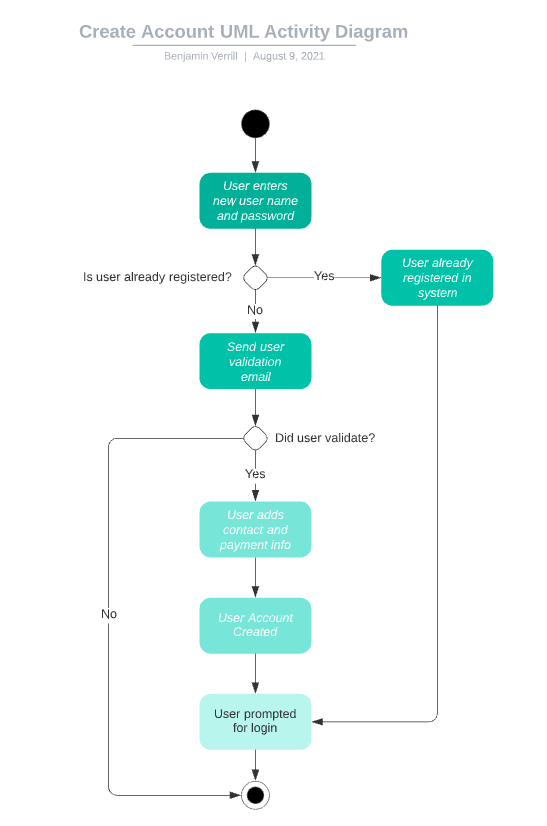 Create Account UML Activity Diagram
Benjamin Verrill | August 9, 2021
User enters
new user name
and password
Is user already registered?
Yes
User already
registered in
system
No
Send user
validation
email
Did user validate?
Yes
User adds
contact and
payment info
No
User Account
Created
User prompted
for login